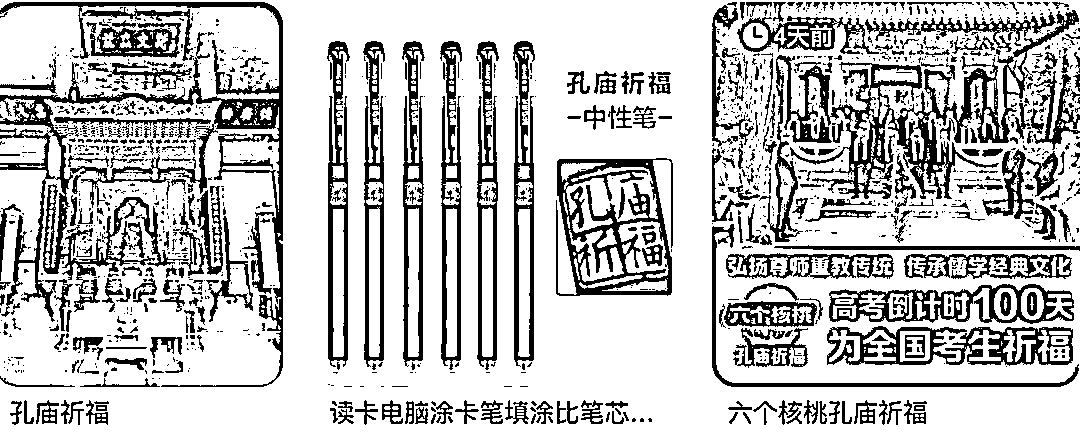 孔庙祈福
孔庙祈福
-中性笔-
孔庙
祈福
读卡电脑涂卡笔填涂比笔芯...
4天前
弘扬尊师重教传统 传承儒学经典文化
六个核桃
孔庙祈福
高考倒计时100天
为全国考生祈福
六个核桃孔庙祈福